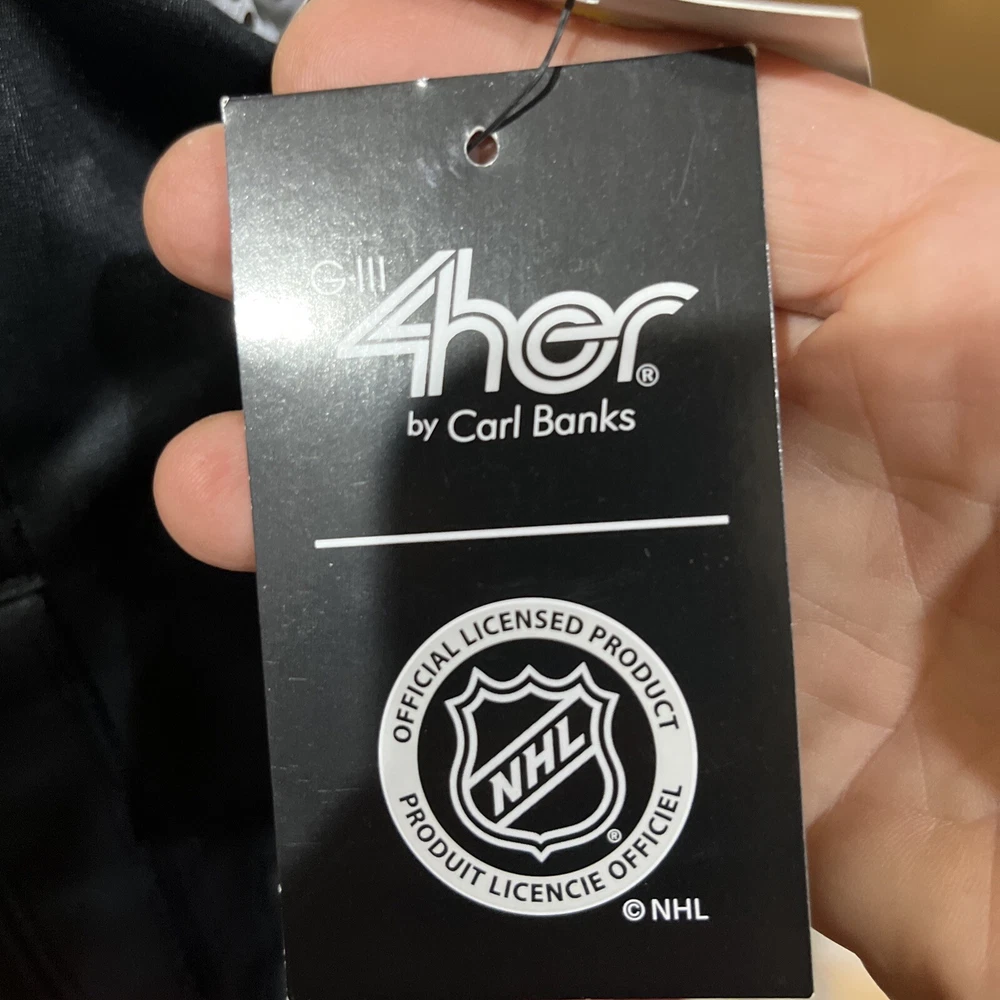 G-III
4her®
by Carl Banks
OFFICIAL LICENSED PRODUCT
NHL®
PRODUIT LICENCIE OFFICIEL
© NHL